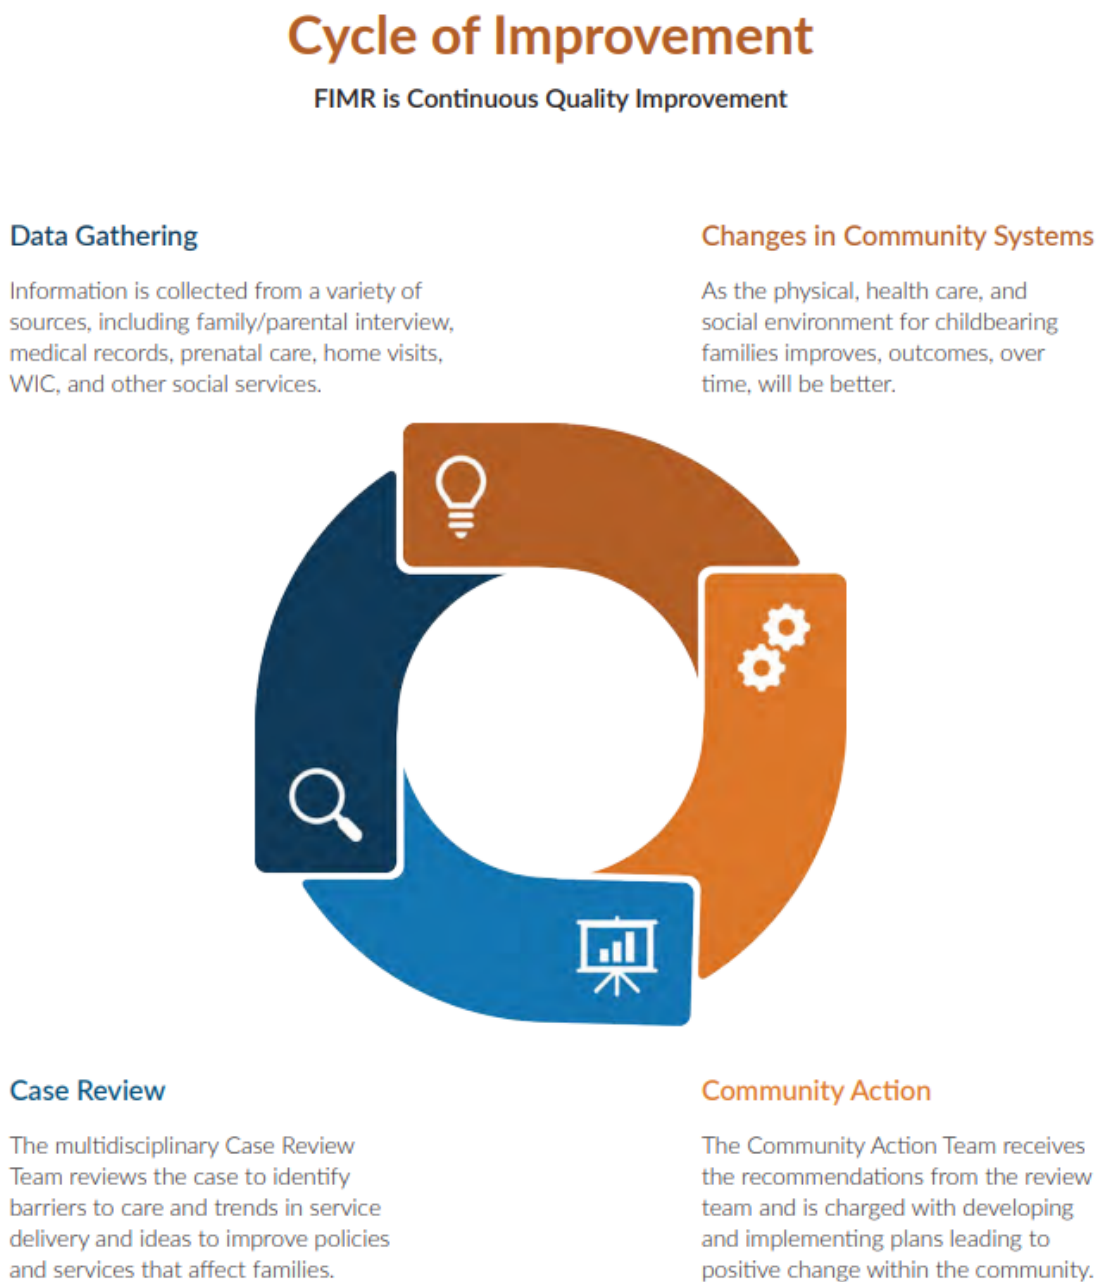 Cycle of Improvement
FIMR is Continuous Quality Improvement
Data Gathering
Information is collected from a variety of
sources, including family/parental interview,
medical records, prenatal care, home visits,
WIC, and other social services.
Changes in Community Systems
As the physical, health care, and
social environment for childbearing
families improves, outcomes, over
time, will be better.
Case Review
The multidisciplinary Case Review
Team reviews the case to identify
barriers to care and trends in service
delivery and ideas to improve policies
and services that affect families.
Community Action
The Community Action Team receives
the recommendations from the review
team and is charged with developing
and implementing plans leading to
positive change within the community.